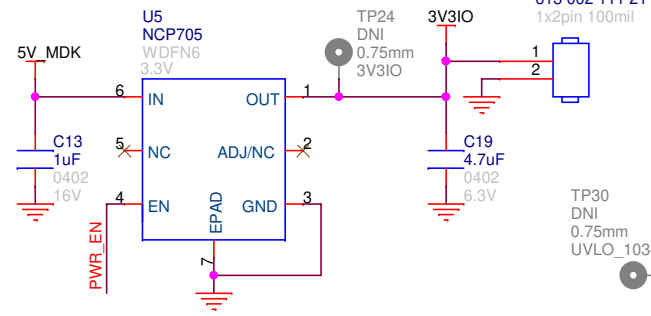 U5
NCP705
WDFN6
3.3V
5V_MDK
6
IN
OUT
1
5
NC
ADJ/NC
2
4
EN
GND
3
EPAD
7
C13
1uF
0402
16V
PWR_EN
TP24
DNI
0.75mm
3V3IO
3V3IO
1x2pin 100mil
1
2
C19
4.7uF
0402
6.3V
TP30
DNI
0.75mm